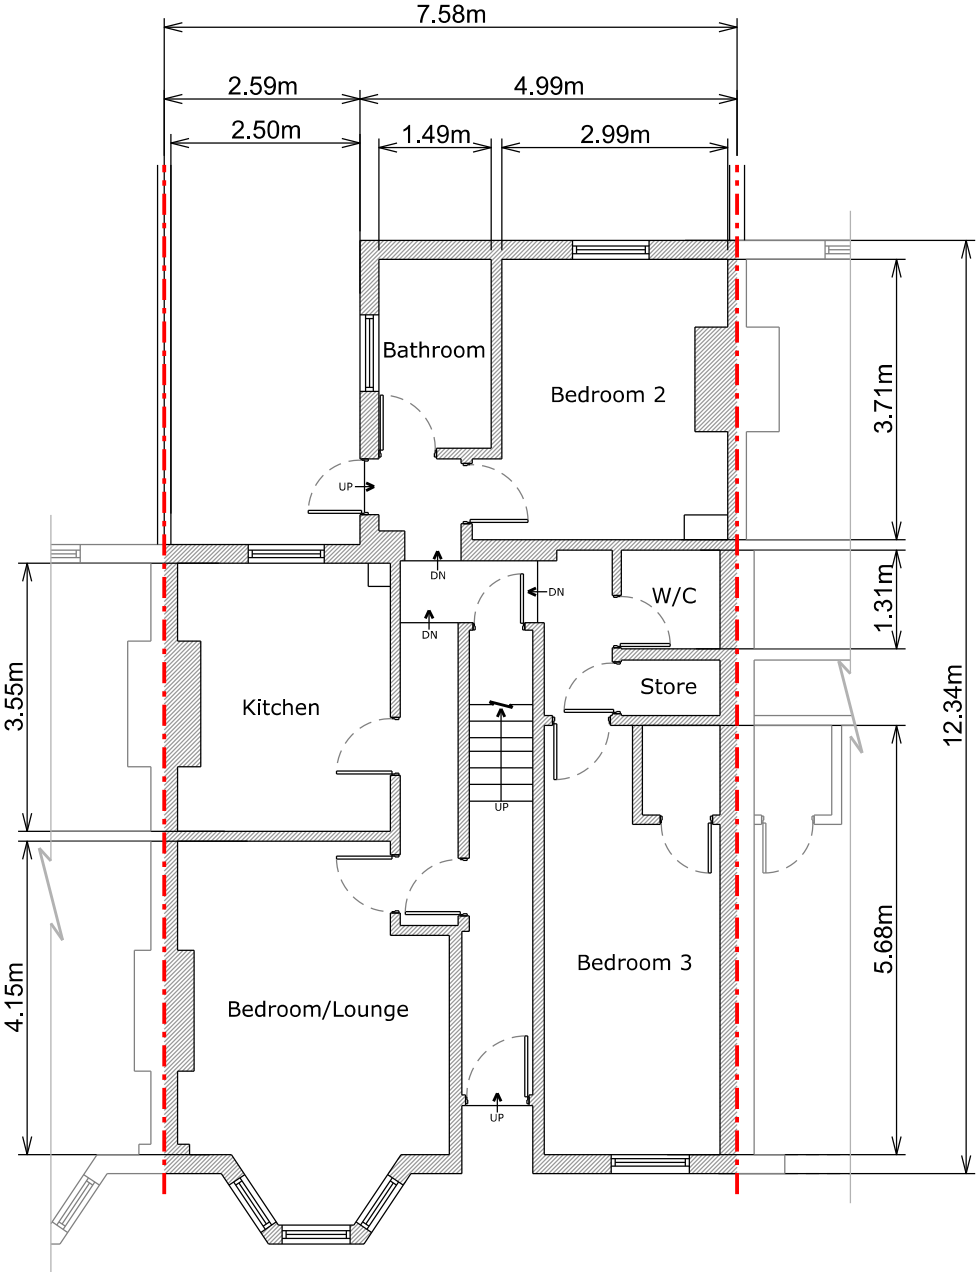 7.58m
2.59m
4.99m
2.50m
1.49m
2.99m
Bathroom
Bedroom 2
3.71m
UP
DN
DN
DN
W/C
1.31m
Store
Kitchen
3.55m
12.34m
UP
Bedroom 3
5.68m
4.15m
Bedroom/Lounge
UP